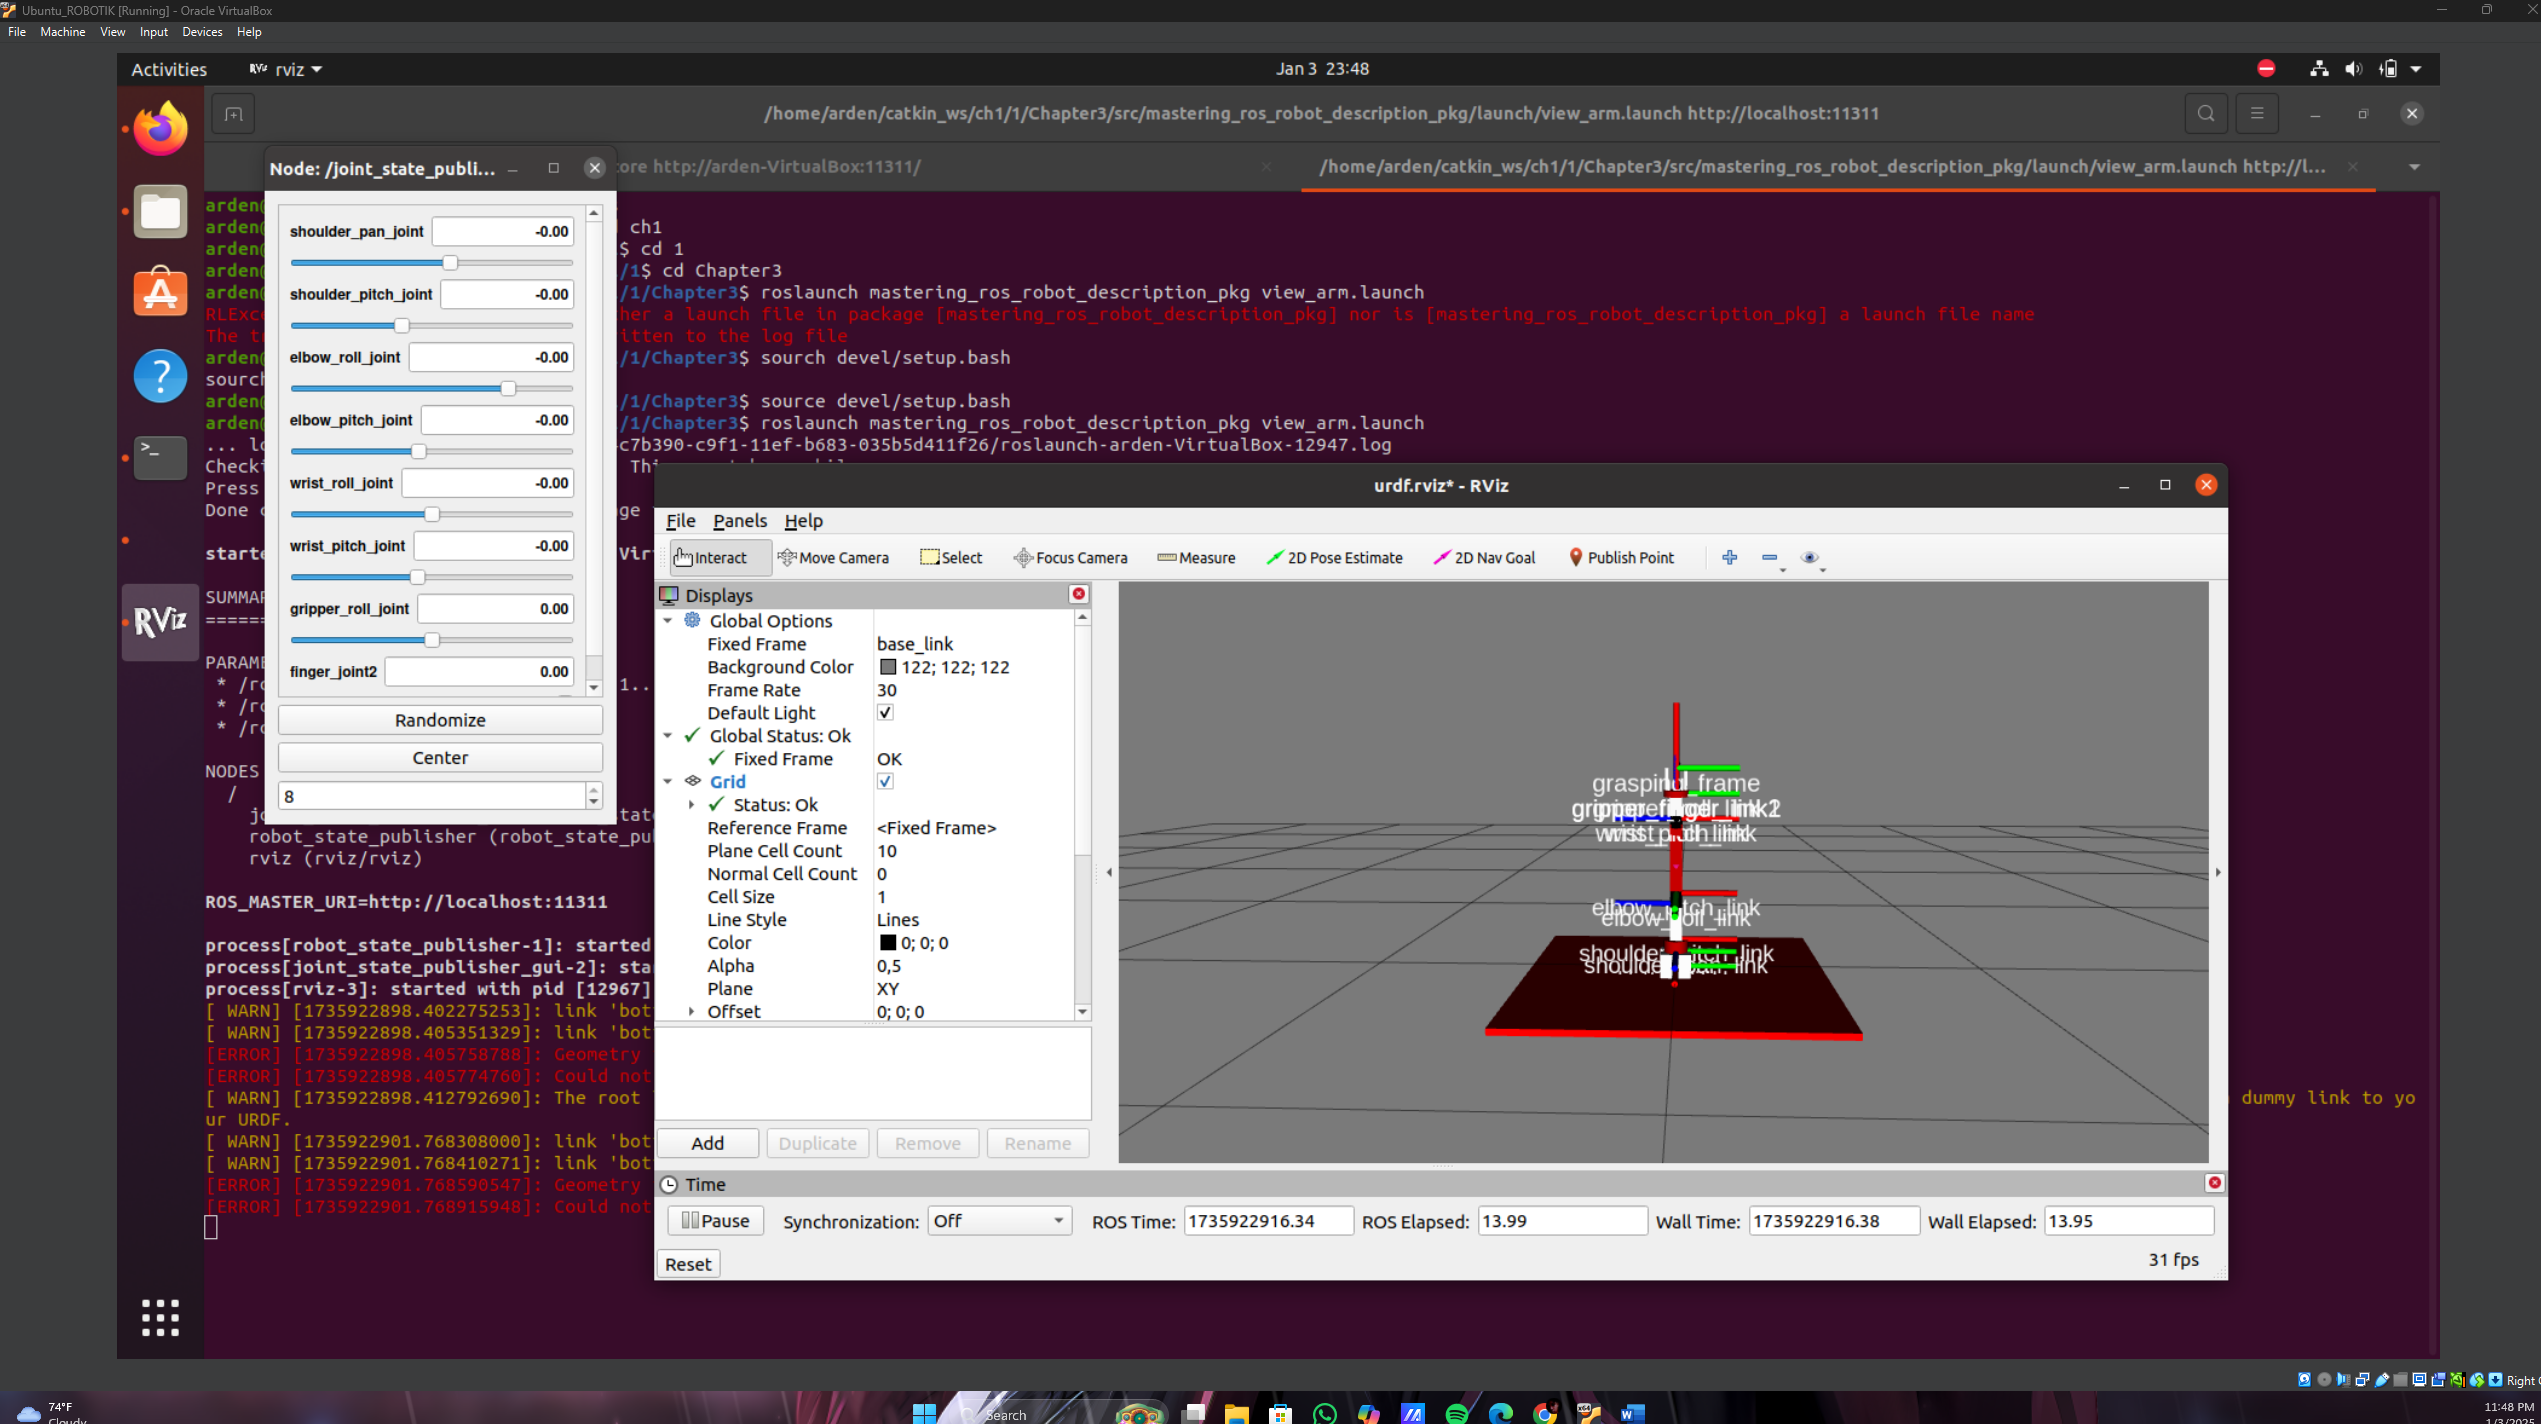 Ubuntu_ROBOTIK [Running] - Oracle VirtualBox
File Machine View Input Devices Help
Activities
RViz rviz
Jan 3 23:48
/home/arden/catkin_ws/ch1/1/Chapter3/src/mastering_ros_robot_description_pkg/launch/view_arm.launch http://localhost:11311
ore http://arden-VirtualBox:11311/
/home/arden/catkin_ws/ch1/1/Chapter3/src/mastering_ros_robot_description_pkg/launch/view_arm.launch http://l...
Node: /joint_state_publi...
shoulder_pan_joint -0.00
shoulder_pitch_joint -0.00
elbow_roll_joint -0.00
elbow_pitch_joint -0.00
wrist_roll_joint -0.00
wrist_pitch_joint -0.00
gripper_roll_joint 0.00
finger_joint2 0.00
Randomize
Center
8
arden@
arden@ ch1
arden@ $ cd 1
arden@ /1$ cd Chapter3
arden@ /1/Chapter3$ roslaunch mastering_ros_robot_description_pkg view_arm.launch
RLExce her a launch file in package [mastering_ros_robot_description_pkg] nor is [mastering_ros_robot_description_pkg] a launch file name
The t itten to the log file
arden@ /1/Chapter3$ sourch devel/setup.bash
sourch
arden@ /1/Chapter3$ source devel/setup.bash
arden@ /1/Chapter3$ roslaunch mastering_ros_robot_description_pkg view_arm.launch
... lo c7b390-c9f1-11ef-b683-035b5d411f26/roslaunch-arden-VirtualBox-12947.log
Checki Thi
Press
Done c ge
starte Vir
SUMMAR
======
PARAME
* /ro 1..
* /ro
* /ro
NODES
/
jo tate
robot_state_publisher (robot_state_pu
rviz (rviz/rviz)
ROS_MASTER_URI=http://localhost:11311
process[robot_state_publisher-1]: started
process[joint_state_publisher_gui-2]: sta
process[rviz-3]: started with pid [12967]
[ WARN] [1735922898.402275253]: link 'bot
[ WARN] [1735922898.405351329]: link 'bot
[ERROR] [1735922898.405758788]: Geometry
[ERROR] [1735922898.405774760]: Could not
[ WARN] [1735922898.412792690]: The root dummy link to yo
ur URDF.
[ WARN] [1735922901.768308000]: link 'bot
[ WARN] [1735922901.768410271]: link 'bot
[ERROR] [1735922901.768590547]: Geometry
[ERROR] [1735922901.768915948]: Could not
RViz
urdf.rviz* - RViz
File Panels Help
Interact Move Camera Select Focus Camera Measure 2D Pose Estimate 2D Nav Goal Publish Point
Displays
Global Options
Fixed Frame base_link
Background Color 122; 122; 122
Frame Rate 30
Default Light
Global Status: Ok
Fixed Frame OK
Grid
Status: Ok
Reference Frame <Fixed Frame>
Plane Cell Count 10
Normal Cell Count 0
Cell Size 1
Line Style Lines
Color 0; 0; 0
Alpha 0,5
Plane XY
Offset 0; 0; 0
Add Duplicate Remove Rename
grasping_frame
elbow_pitch_link
elbow_roll_link
shoulder_pitch_link
Time
Pause Synchronization: Off ROS Time: 1735922916.34 ROS Elapsed: 13.99 Wall Time: 1735922916.38 Wall Elapsed: 13.95
Reset
31 fps
Right
74°F
Cloudy
Search
11:48 PM